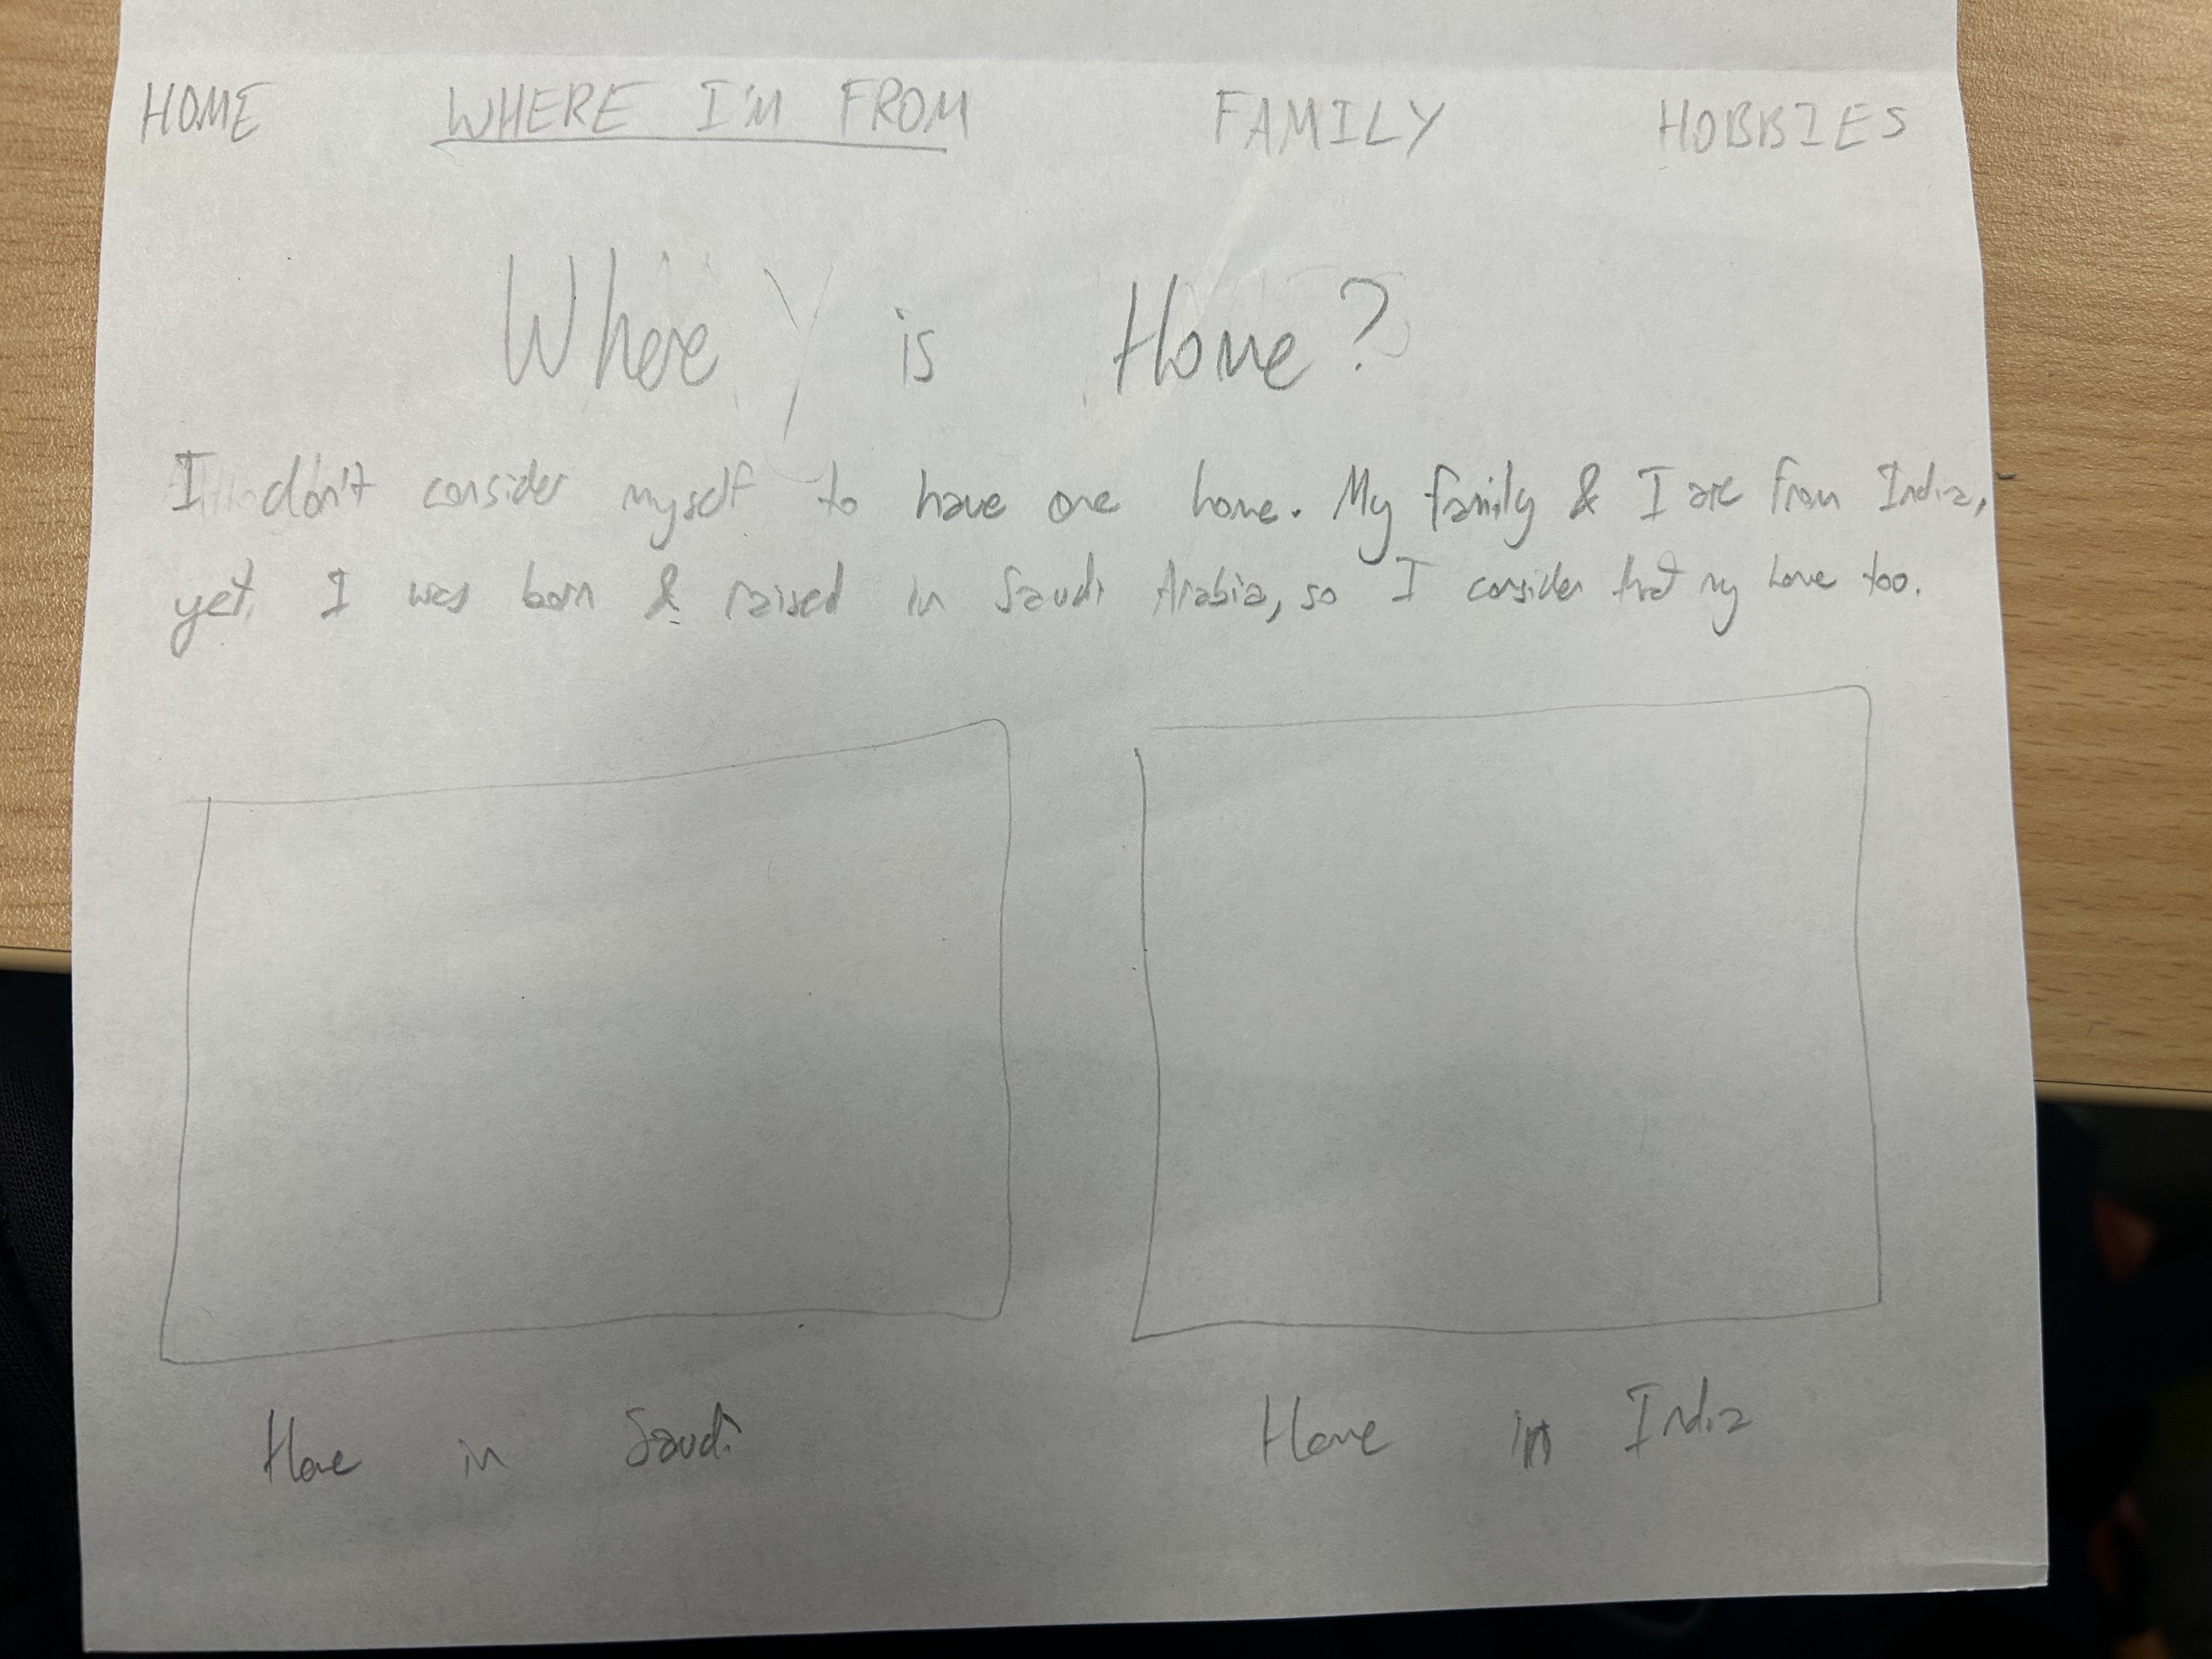 HOME WHERE I'M FROM FAMILY HOBBIES
Where is Home?
I don't consider myself to have one home. My family & I are from India,
yet I was born & raised in Saudi Arabia, so I consider that my home too.
Home in Saudi Home in India